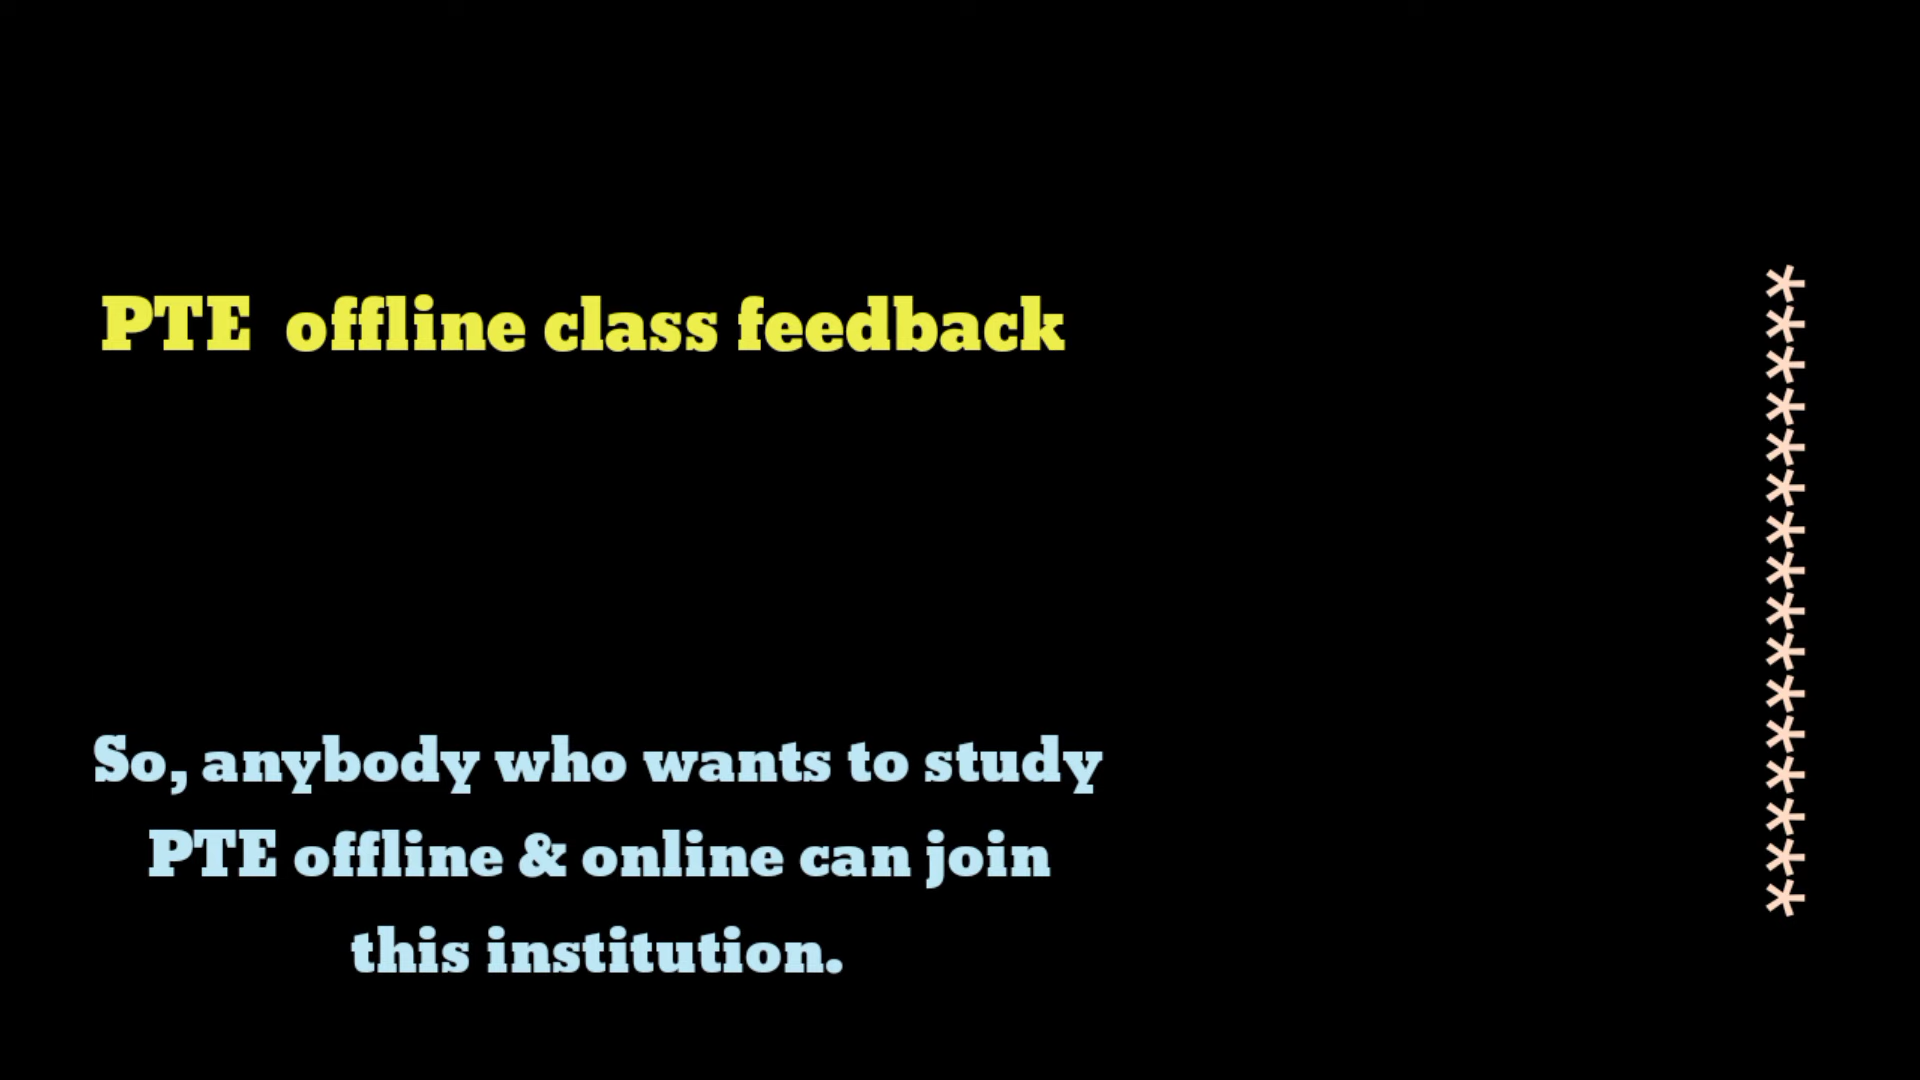 PTE offline class feedback
So, anybody who wants to study
PTE offline & online can join
this institution.
****************